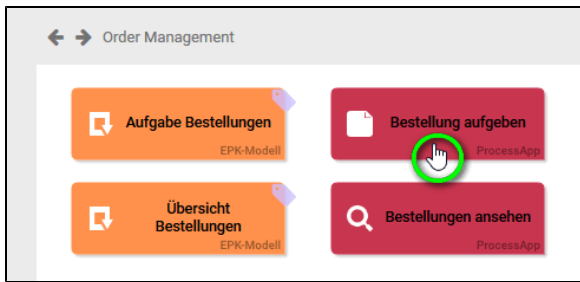 Order Management
Aufgabe Bestellungen
EPK-Modell
Bestellung aufgeben
ProcessApp
Übersicht
Bestellungen
EPK-Modell
Bestellungen ansehen
ProcessApp